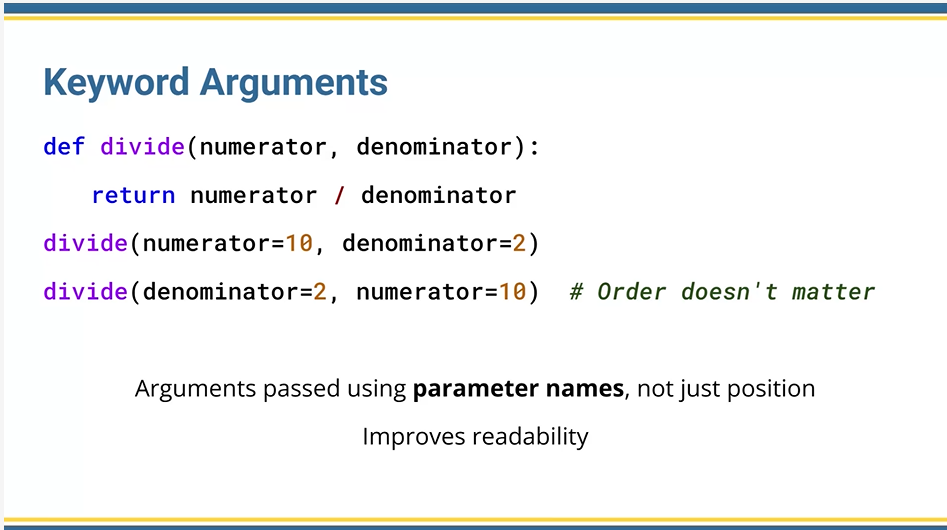 Keyword Arguments
def divide(numerator, denominator):
return numerator / denominator
divide(numerator=10, denominator=2)
divide(denominator=2, numerator=10)  # Order doesn't matter
Arguments passed using parameter names, not just position
Improves readability